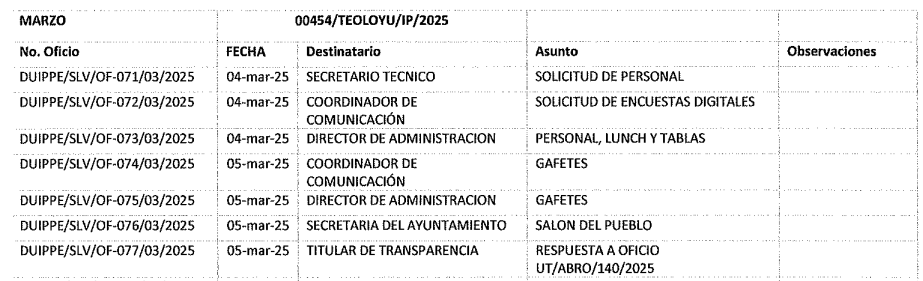 MARZO 00454/TEOLOYU/IP/2025
No. Oficio FECHA Destinatario Asunto Observaciones
DUIPPE/SLV/OF-071/03/2025 04-mar-25 SECRETARIO TECNICO SOLICITUD DE PERSONAL
DUIPPE/SLV/OF-072/03/2025 04-mar-25 COORDINADOR DE SOLICITUD DE ENCUESTAS DIGITALES
COMUNICACIÓN
DUIPPE/SLV/OF-073/03/2025 04-mar-25 DIRECTOR DE ADMINISTRACION PERSONAL, LUNCH Y TABLAS
DUIPPE/SLV/OF-074/03/2025 05-mar-25 COORDINADOR DE GAFETES
COMUNICACIÓN
DUIPPE/SLV/OF-075/03/2025 05-mar-25 DIRECTOR DE ADMINISTRACION GAFETES
DUIPPE/SLV/OF-076/03/2025 05-mar-25 SECRETARIA DEL AYUNTAMIENTO SALON DEL PUEBLO
DUIPPE/SLV/OF-077/03/2025 05-mar-25 TITULAR DE TRANSPARENCIA RESPUESTA A OFICIO
UT/ABRO/140/2025